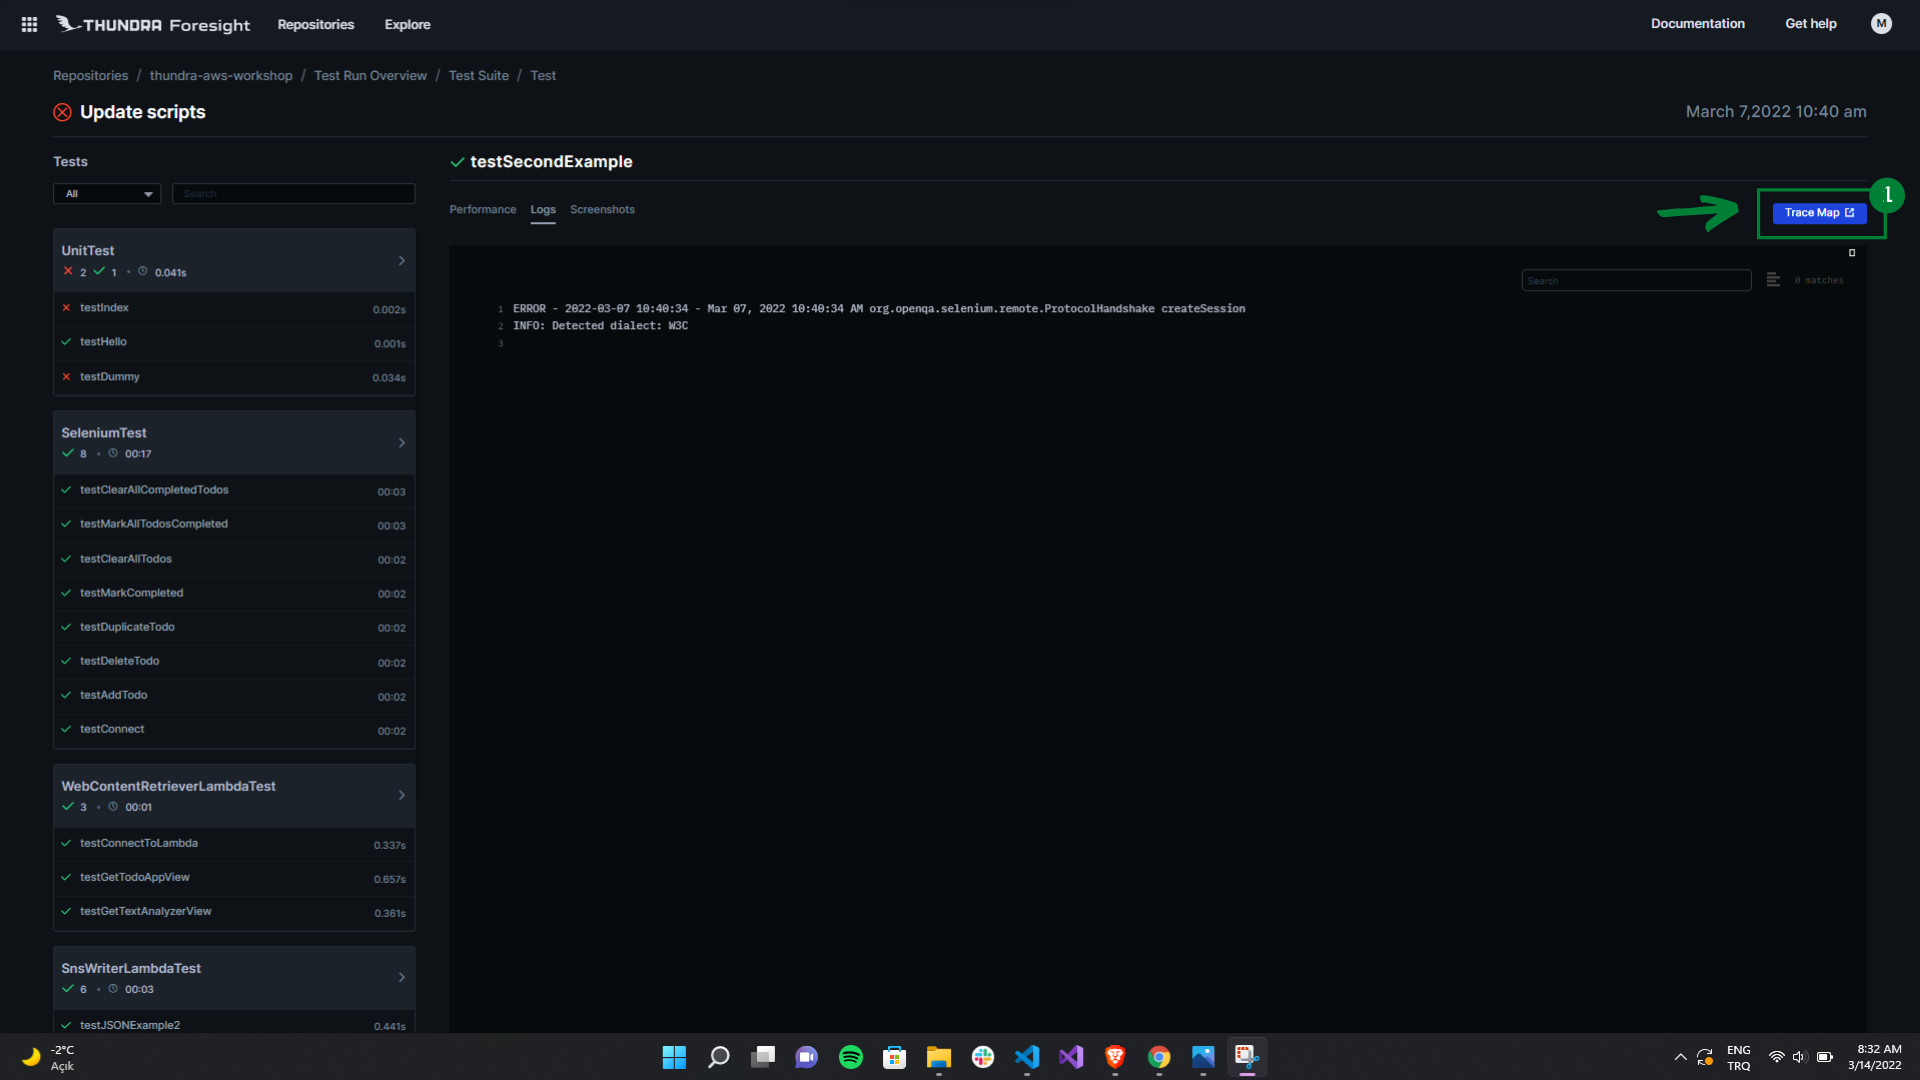 THUNDRA Foresight
Repositories
Explore
Documentation
Get help
M
Repositories / thundra-aws-workshop / Test Run Overview / Test Suite / Test
Update scripts
March 7,2022 10:40 am
Tests
All
Search
UnitTest
2 1 • 0.041s
testIndex 0.002s
testHello 0.001s
testDummy 0.034s
SeleniumTest
8 • 00:17
testClearAllCompletedTodos 00:03
testMarkAllTodosCompleted 00:03
testClearAllTodos 00:02
testMarkCompleted 00:02
testDuplicateTodo 00:02
testDeleteTodo 00:02
testAddTodo 00:02
testConnect 00:02
WebContentRetrieverLambdaTest
3 • 00:01
testConnectToLambda 0.337s
testGetTodoAppView 0.657s
testGetTextAnalyzerView 0.361s
SnsWriterLambdaTest
6 • 00:03
testJSONExample2 0.441s
testSecondExample
Performance Logs Screenshots
Trace Map
1
Search
0 matches
1 ERROR - 2022-03-07 10:40:34 - Mar 07, 2022 10:40:34 AM org.openqa.selenium.remote.ProtocolHandshake createSession
2 INFO: Detected dialect: W3C
3
-2°C
Açık
ENG
TRQ
8:32 AM
3/14/2022